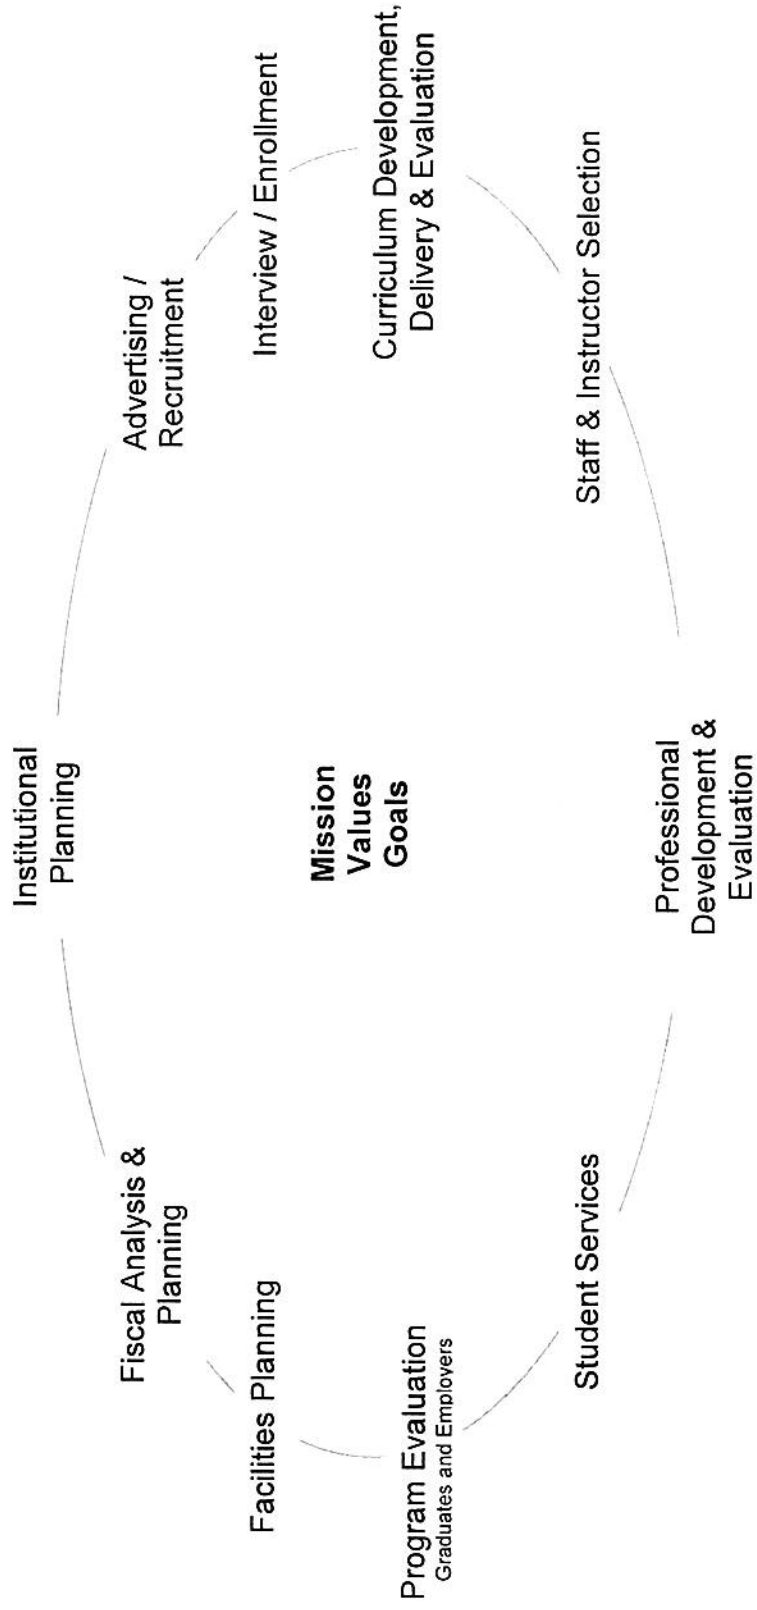 Institutional
Planning
Advertising /
Recruitment
Interview / Enrollment
Curriculum Development,
Delivery & Evaluation
Staff & Instructor Selection
Professional
Development &
Evaluation
Student Services
Program Evaluation
Graduates and Employers
Facilities Planning
Fiscal Analysis &
Planning
Mission
Values
Goals